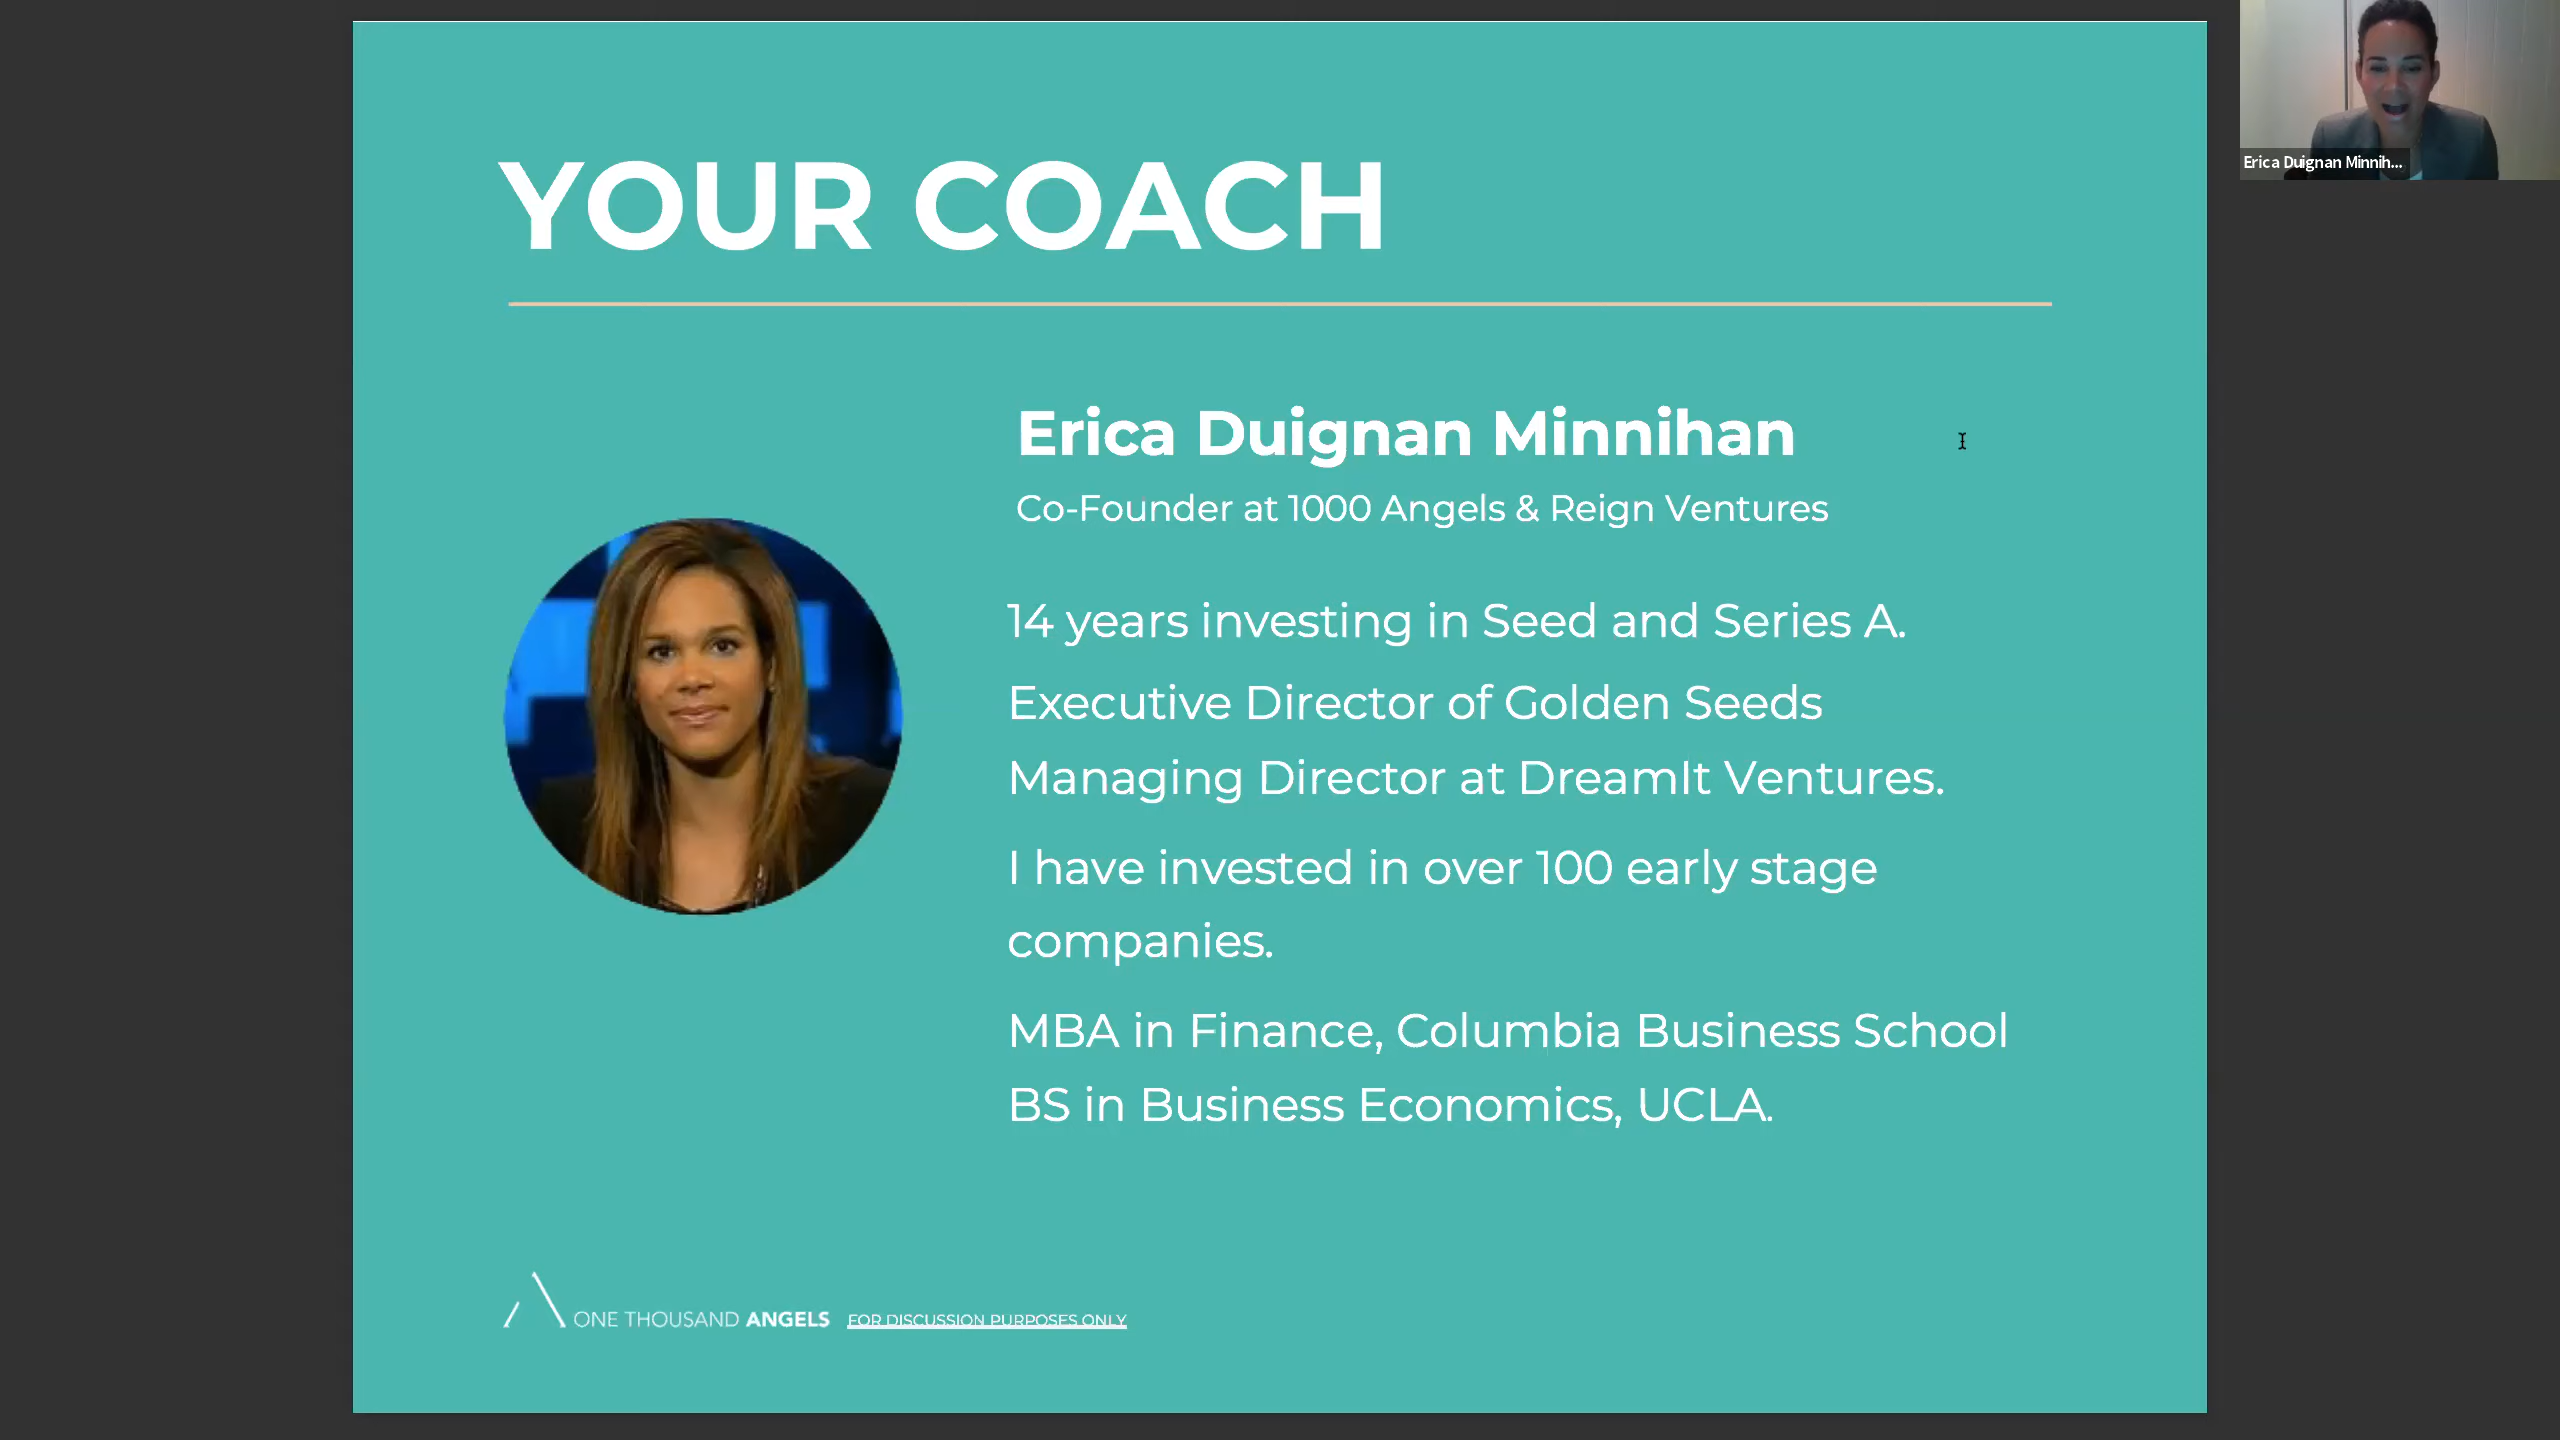 YOUR COACH
Erica Duignan Minnihan
Co-Founder at 1000 Angels & Reign Ventures
14 years investing in Seed and Series A.
Executive Director of Golden Seeds
Managing Director at DreamIt Ventures.
I have invested in over 100 early stage
companies.
MBA in Finance, Columbia Business School
BS in Business Economics, UCLA.
ONE THOUSAND ANGELS FOR DISCUSSION PURPOSES ONLY
Erica Duignan Minnih...